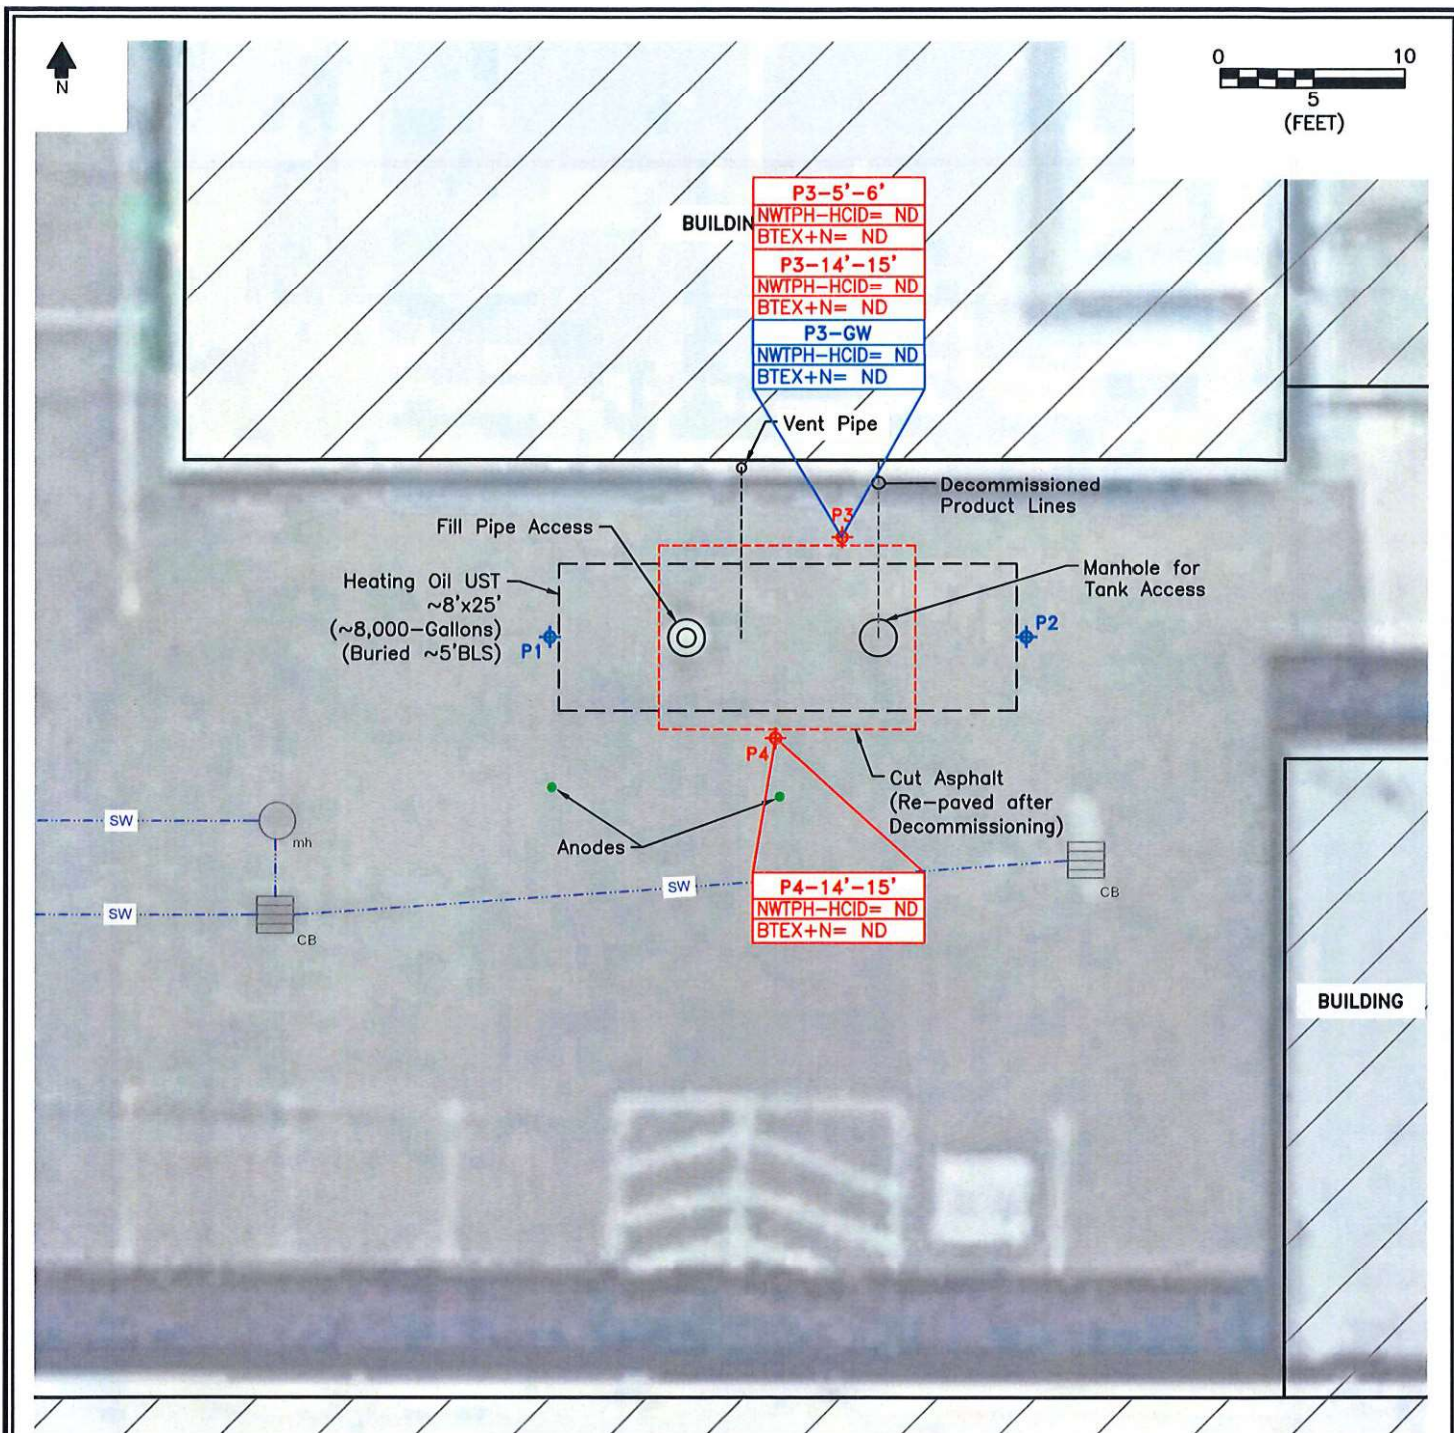 N
0 10
5
(FEET)
P3-5'-6'
NWTPH-HCID= ND
BTEX+N= ND
P3-14'-15'
NWTPH-HCID= ND
BTEX+N= ND
P3-GW
NWTPH-HCID= ND
BTEX+N= ND
BUILDIN
Vent Pipe
Decommissioned
Product Lines
P3
Fill Pipe Access
Heating Oil UST
~8'x25'
(~8,000-Gallons)
(Buried ~5'BLS)
Manhole for
Tank Access
P1
P2
P4
Cut Asphalt
(Re-paved after
Decommissioning)
Anodes
SW
mh
SW
CB
SW
CB
P4-14'-15'
NWTPH-HCID= ND
BTEX+N= ND
BUILDING